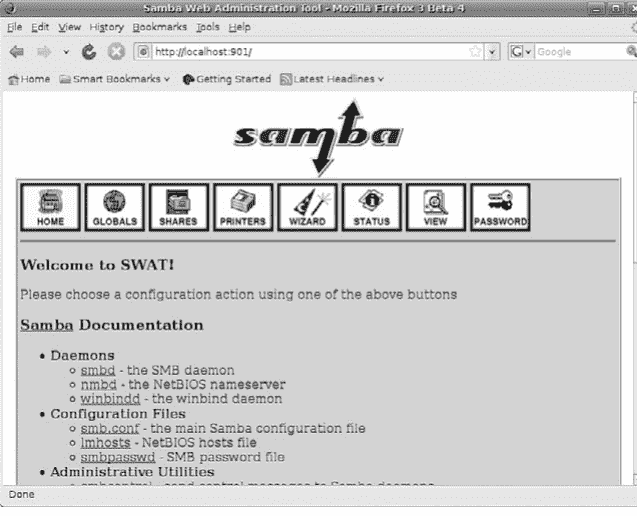 Samba Web Administration Tool - Mozilla Firefox 3 Beta 4
File Edit View History Bookmarks Tools Help
http://localhost:901/
Google
Home Smart Bookmarks Getting Started Latest Headlines
samba
HOME GLOBALS SHARES PRINTERS WIZARD STATUS VIEW PASSWORD
Welcome to SWAT!
Please choose a configuration action using one of the above buttons
Samba Documentation
• Daemons
smbd - the SMB daemon
nmbd - the NetBIOS nameserver
winbindd - the winbind daemon
• Configuration Files
smb.conf - the main Samba configuration file
lmhosts - NetBIOS hosts file
smbpasswd - SMB password file
• Administrative Utilities
Done